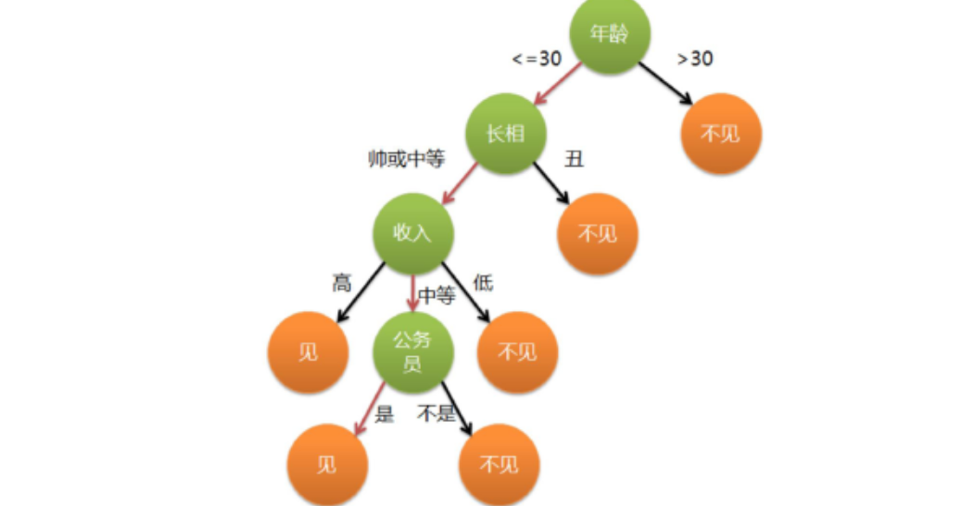 年龄
<=30
>30
长相
不见
帅或中等
丑
收入
不见
高
中等
低
见
公务
员
不见
是
不是
见
不见